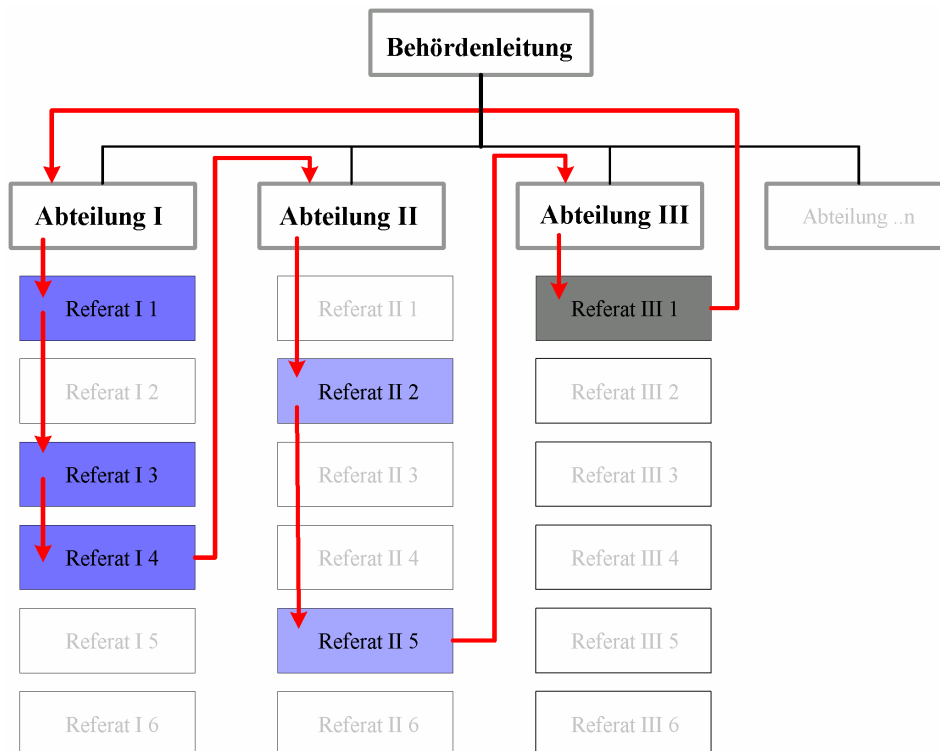 Behördenleitung
Abteilung I
Abteilung II
Abteilung III
Abteilung ..n
Referat I 1
Referat II 1
Referat III 1
Referat I 2
Referat II 2
Referat III 2
Referat I 3
Referat II 3
Referat III 3
Referat I 4
Referat II 4
Referat III 4
Referat I 5
Referat II 5
Referat III 5
Referat I 6
Referat II 6
Referat III 6